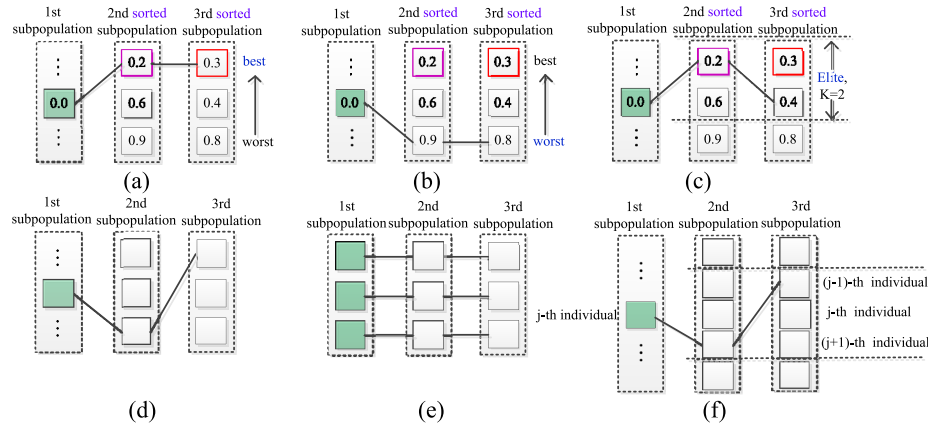 1st
subpopulation
2nd sorted
subpopulation
3rd sorted
subpopulation
0.0
0.2
0.6
0.9
0.3
0.4
0.8
best
worst
(a)
1st
subpopulation
2nd sorted
subpopulation
3rd sorted
subpopulation
0.0
0.2
0.6
0.9
0.3
0.4
0.8
best
worst
(b)
1st
subpopulation
2nd sorted
subpopulation
3rd sorted
subpopulation
0.0
0.2
0.6
0.9
0.3
0.4
0.8
Elite,
K=2
(c)
1st
subpopulation
2nd
subpopulation
3rd
subpopulation
(d)
1st
subpopulation
2nd
subpopulation
3rd
subpopulation
j-th individual
(e)
1st
subpopulation
2nd
subpopulation
3rd
subpopulation
(j-1)-th individual
j-th individual
(j+1)-th individual
(f)